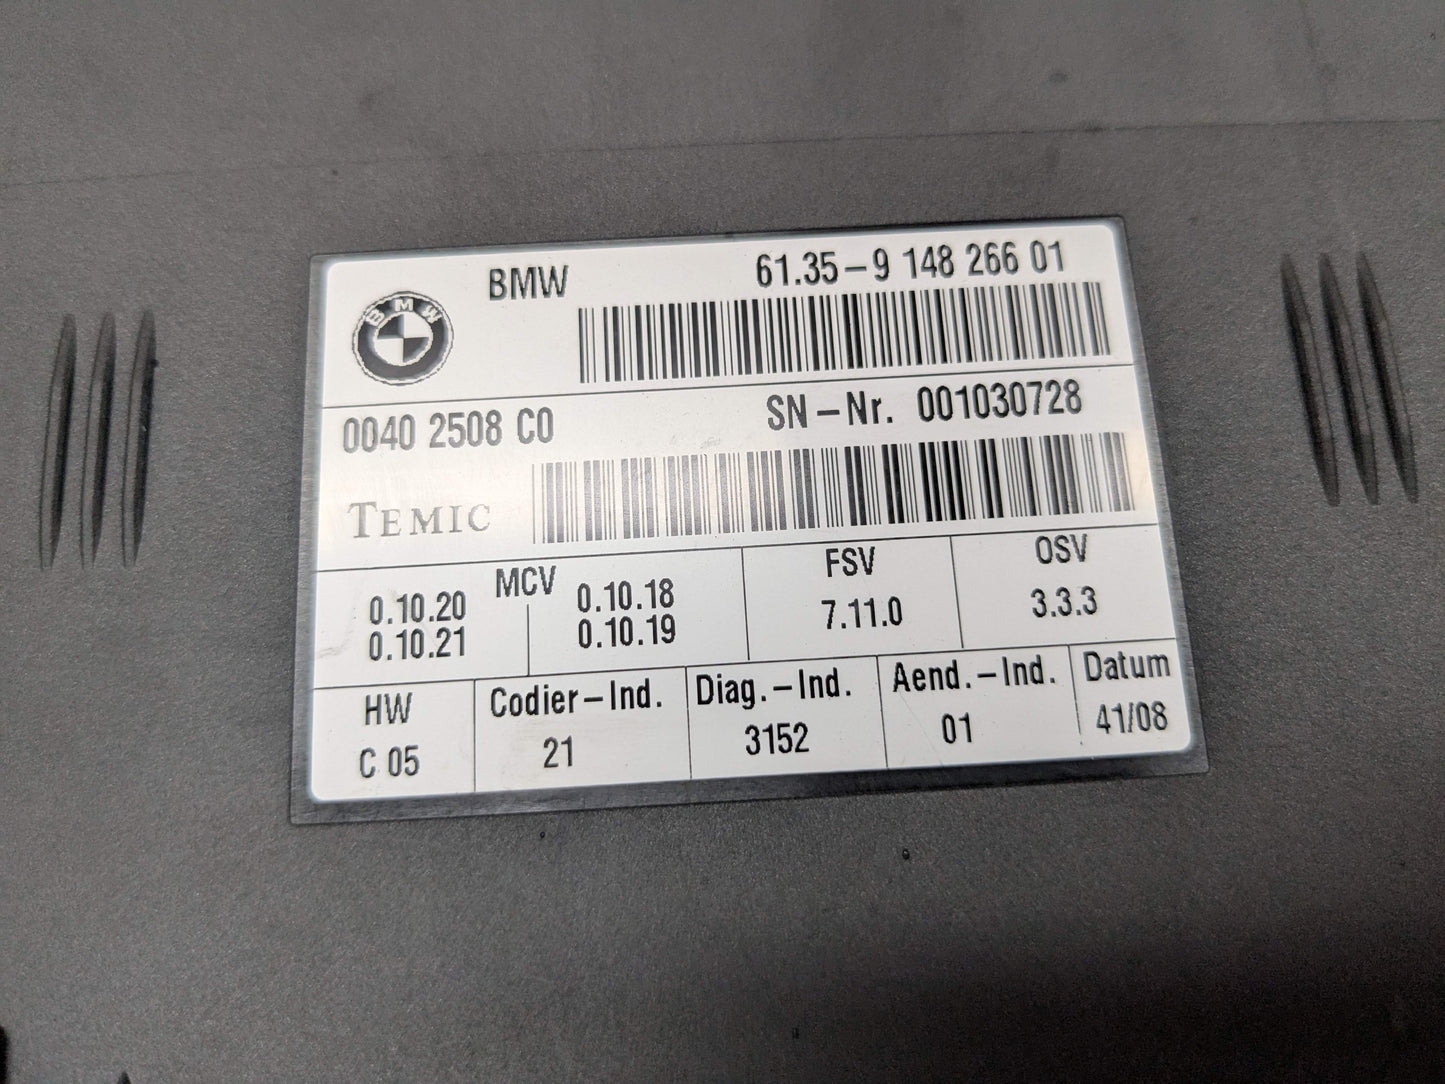 BMW
BMW 61.35-9 148 266 01
0040 2508 C0 SN-Nr. 001030728
TEMIC
MCV FSV OSV
0.10.20 0.10.18 7.11.0 3.3.3
0.10.21 0.10.19
HW Codier-Ind. Diag.-Ind. Aend.-Ind. Datum
C 05 21 3152 01 41/08